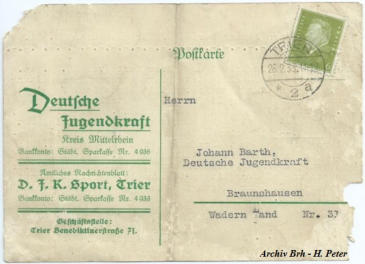 Postkarte
TRIER
2 a
Deutsche
Jugendkraft
Kreis Mittelrhein
Bankkonto: Städt. Sparkasse Nr. 4036
Amtliches Nachrichtenblatt:
D. J. K. Sport, Trier
Bankkonto: Städt. Sparkasse Nr. 4035
Geschäftsstelle:
Trier Benediktinerstraße 71.
Herrn
Johann Barth,
Deutsche Jugendkraft
Braunshausen
Wadern Land Nr. 37
Archiv Brh - H. Peter